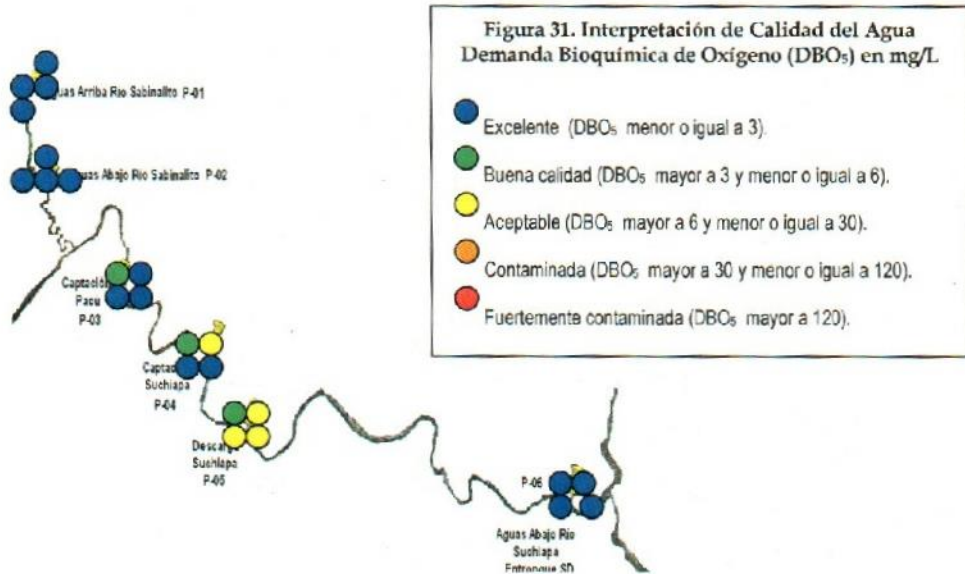 Figura 31. Interpretación de Calidad del Agua
Demanda Bioquímica de Oxígeno (DBO₅) en mg/L
Excelente (DBO₅ menor o igual a 3).
Buena calidad (DBO₅ mayor a 3 y menor o igual a 6).
Aceptable (DBO₅ mayor a 6 y menor o igual a 30).
Contaminada (DBO₅ mayor a 30 y menor o igual a 120).
Fuertemente contaminada (DBO₅ mayor a 120).
Arriba Rio Sabinalito P-01
Abajo Rio Sabinalito P-02
Captación
P-03
Suchiapa
P-04
Suchiapa
P-05
P-06
Aguas Abajo Rio
Suchiapa
Entronque SD